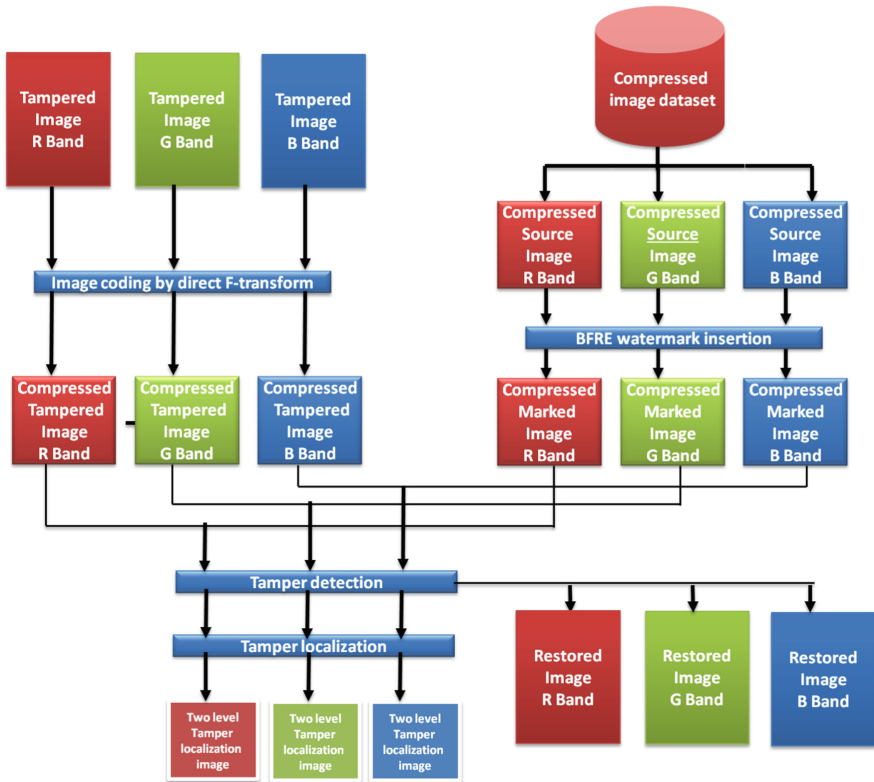 Tampered
Image
R Band
Tampered
Image
G Band
Tampered
Image
B Band
Compressed
image dataset
Compressed
Source
Image
R Band
Compressed
Source
Image
G Band
Compressed
Source
Image
B Band
Image coding by direct F-transform
BFRE watermark insertion
Compressed
Tampered
Image
R Band
Compressed
Tampered
Image
G Band
Compressed
Tampered
Image
B Band
Compressed
Marked
Image
R Band
Compressed
Marked
Image
G Band
Compressed
Marked
Image
B Band
Tamper detection
Tamper localization
Restored
Image
R Band
Restored
Image
G Band
Restored
Image
B Band
Two level
Tamper
localization
image
Two level
Tamper
localization
image
Two level
Tamper
localization
image